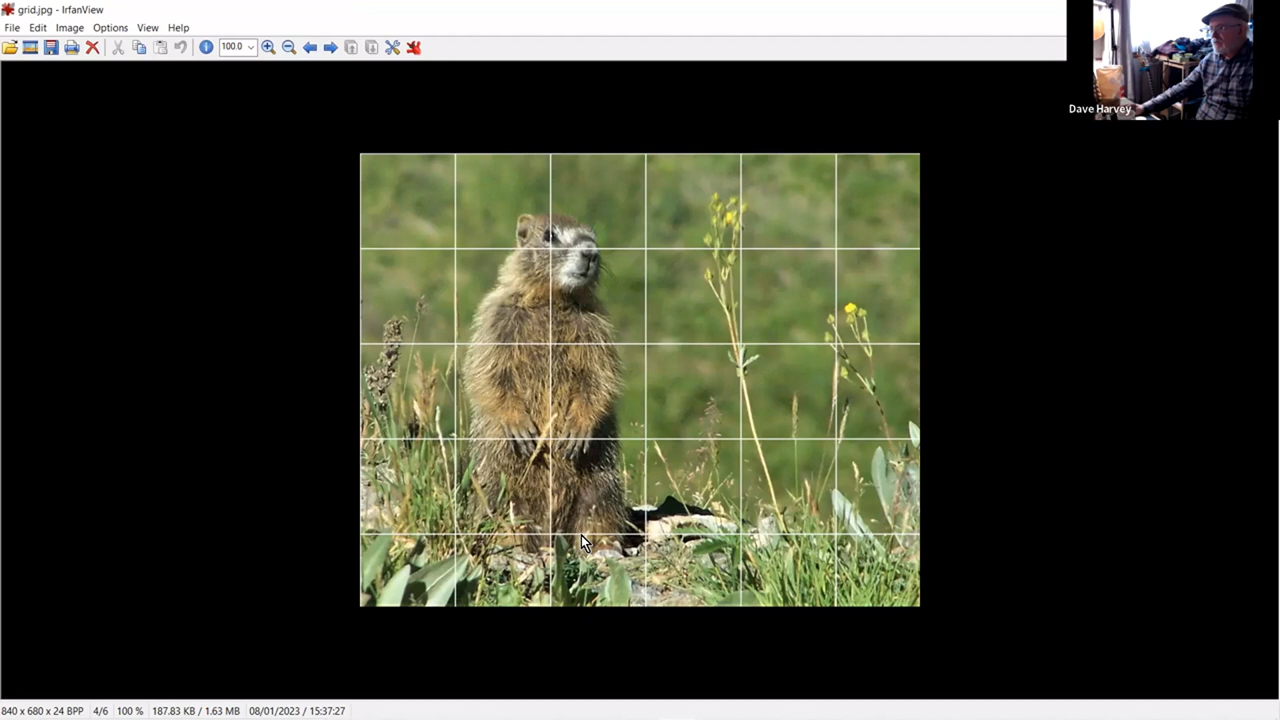 grid.jpg - IrfanView
File Edit Image Options View Help
100.0
Dave Harvey
840 x 680 x 24 BPP 4/6 100 % 187.83 KB / 1.63 MB 08/01/2023 / 15:37:27